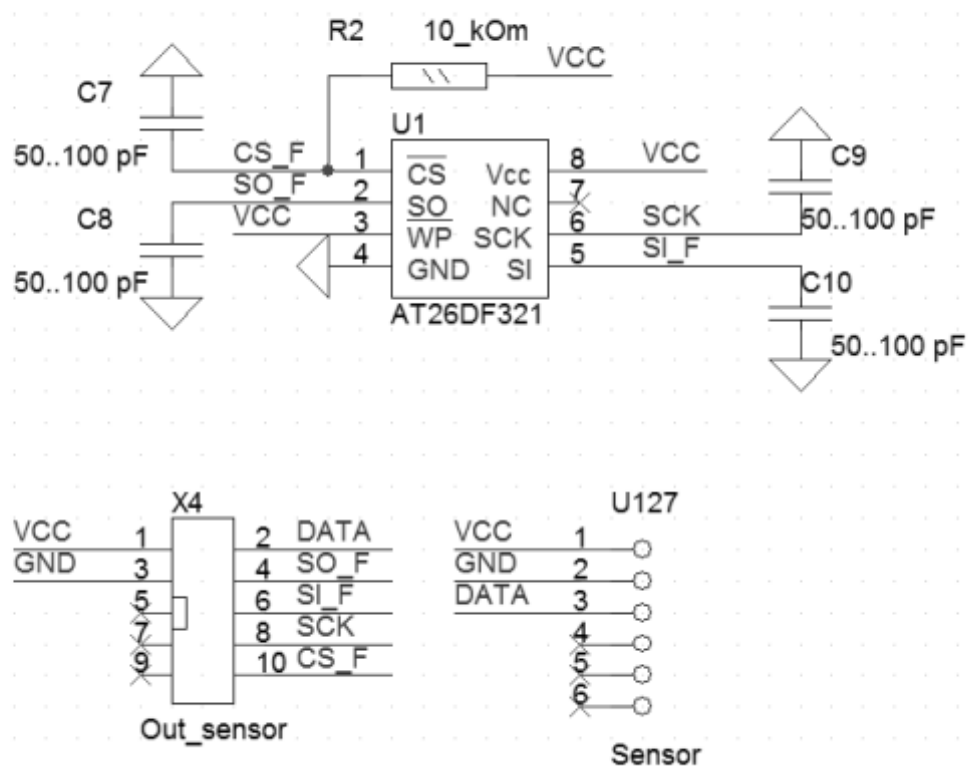 R2 10_kOm
VCC
C7
U1
50..100 pF
CS_F 1 CS Vcc 8 VCC
C9
SO_F 2 SO NC 7
C8
VCC 3 WP SCK 6 SCK
50..100 pF
4 GND SI 5 SI_F
50..100 pF
C10
AT26DF321
50..100 pF
X4
VCC 1 2 DATA
GND 3 4 SO_F
5 6 SI_F
7 8 SCK
9 10 CS_F
Out_sensor
U127
VCC 1
GND 2
DATA 3
4
5
6
Sensor